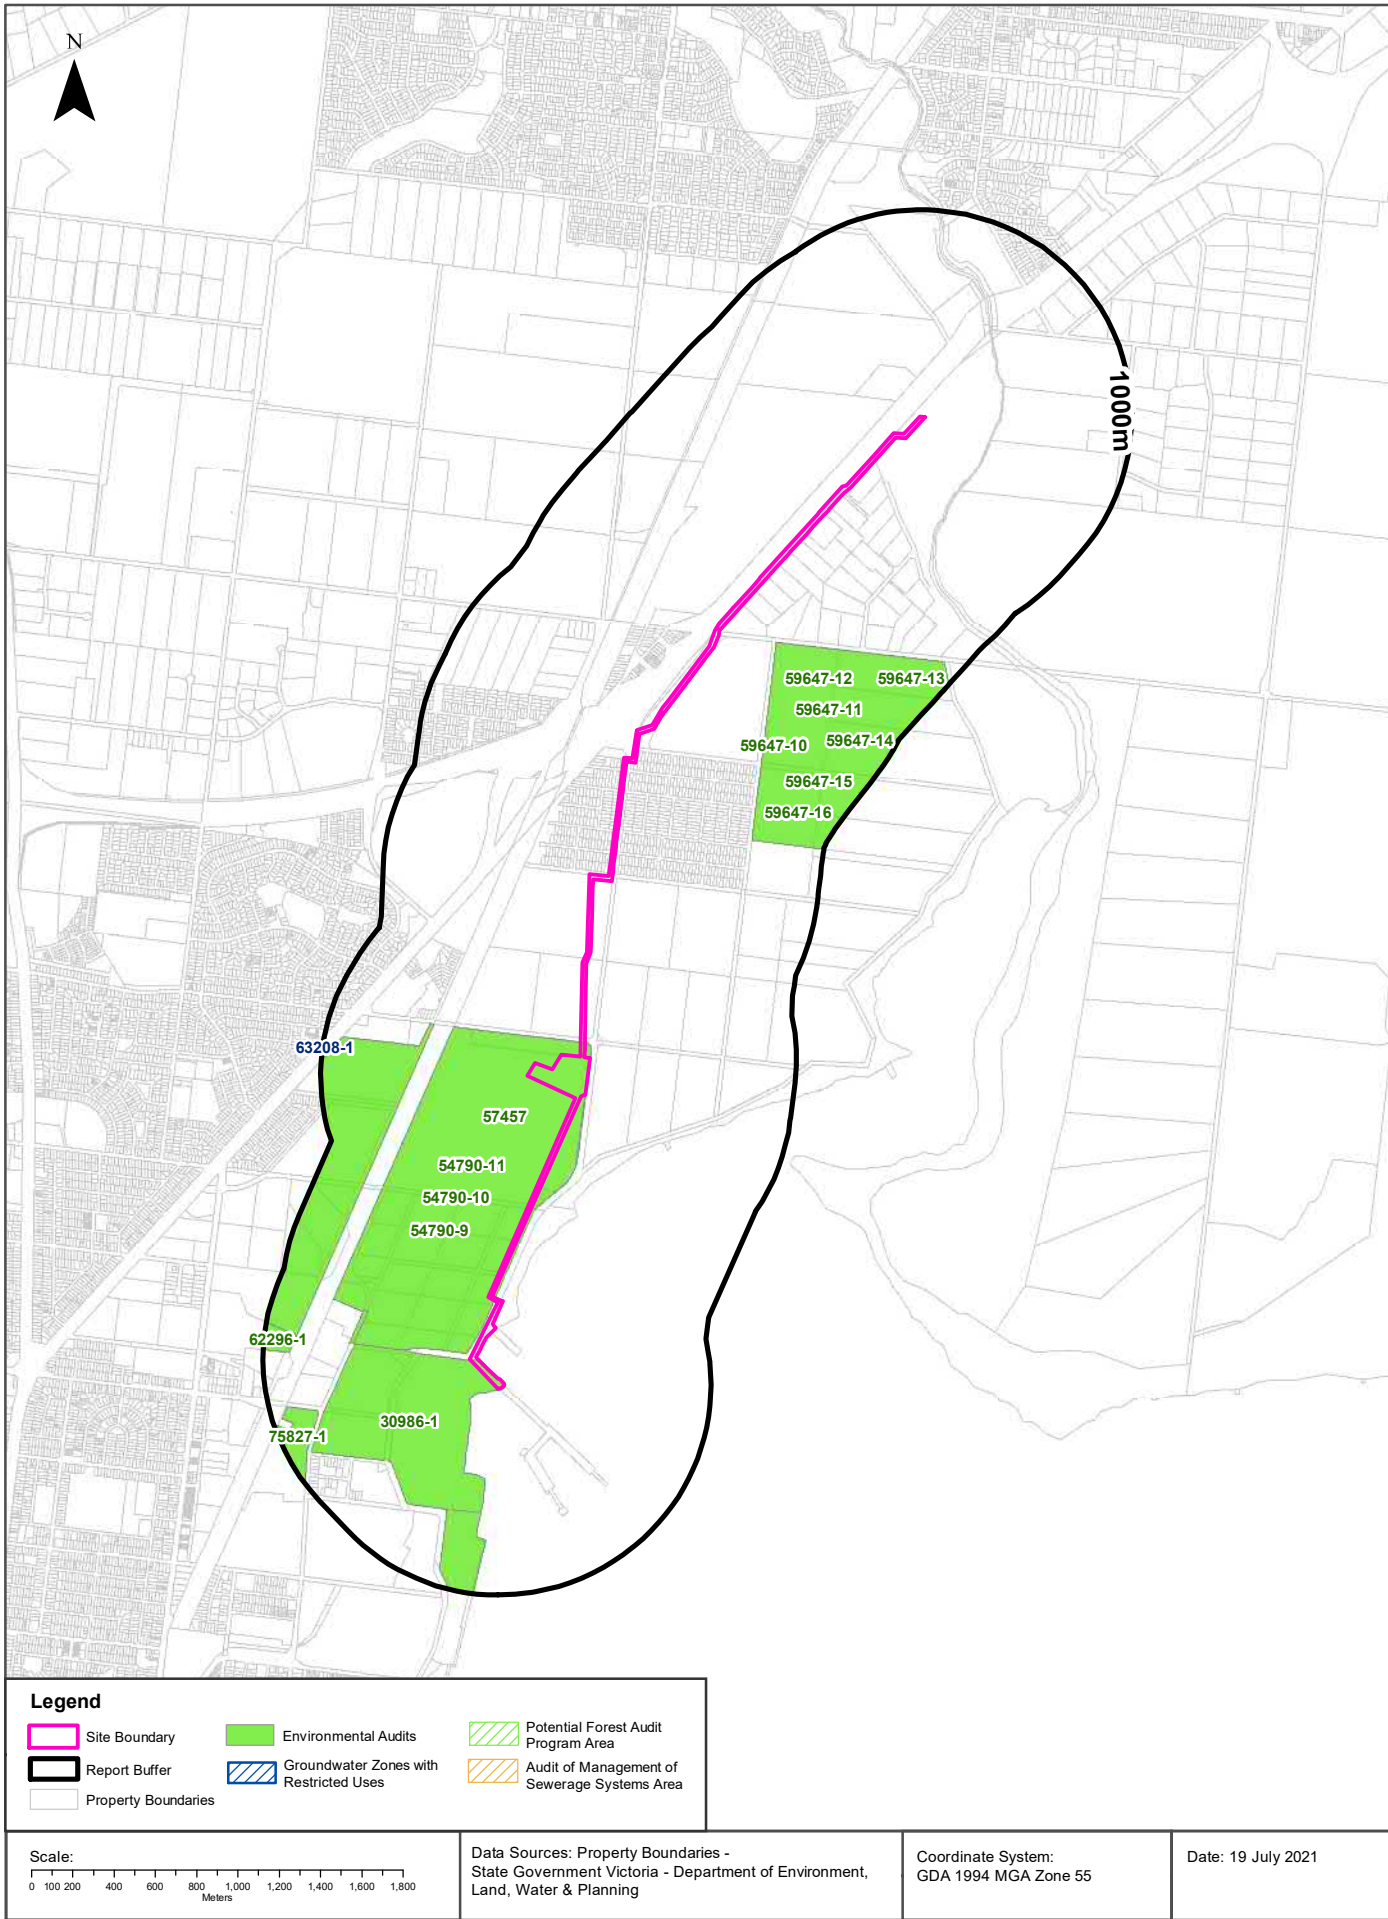 N
1000m
59647-12
59647-13
59647-11
59647-10
59647-14
59647-15
59647-16
63208-1
57457
54790-11
54790-10
54790-9
62296-1
30986-1
75827-1
Legend
Site Boundary
Report Buffer
Property Boundaries
Environmental Audits
Groundwater Zones with
Restricted Uses
Potential Forest Audit
Program Area
Audit of Management of
Sewerage Systems Area
Scale:
0 100 200 400 600 800 1,000 1,200 1,400 1,600 1,800
Meters
Data Sources: Property Boundaries -
State Government Victoria - Department of Environment,
Land, Water & Planning
Coordinate System:
GDA 1994 MGA Zone 55
Date: 19 July 2021